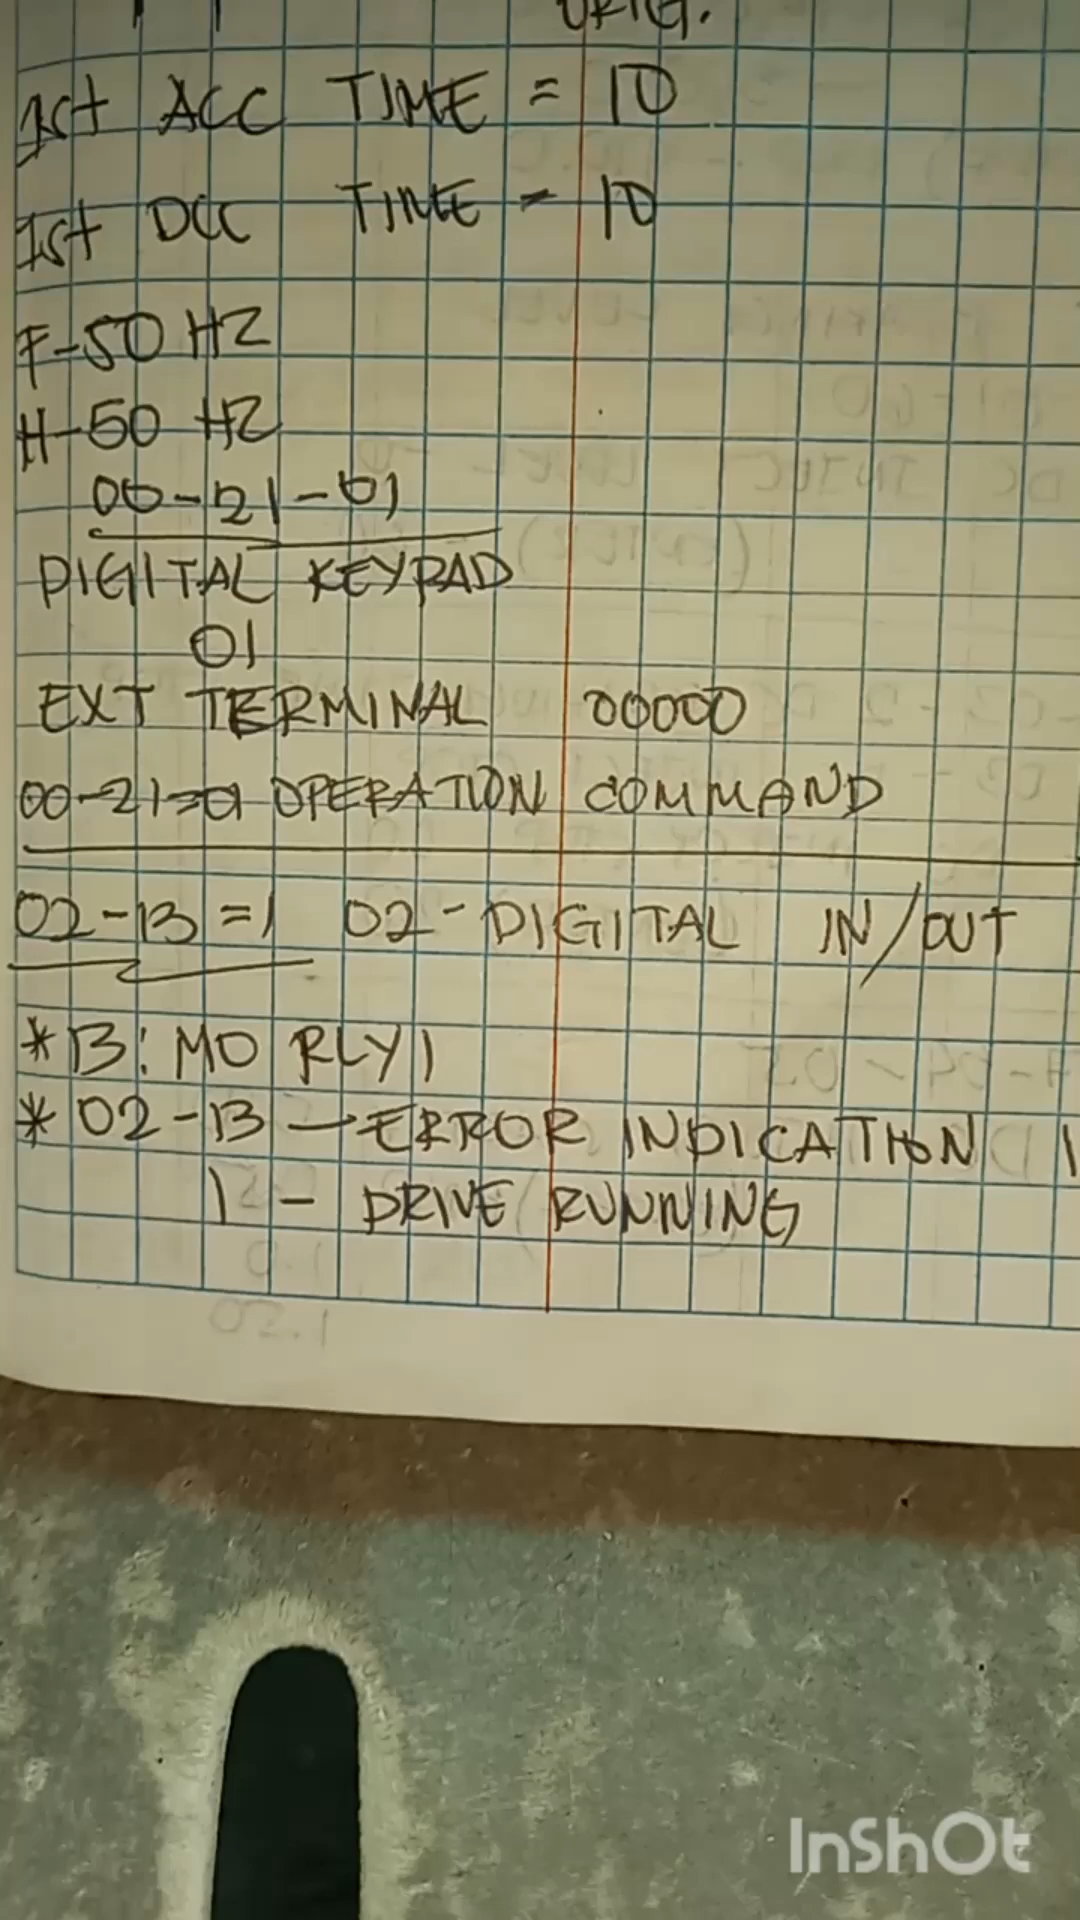 ORIG.
1st ACC TIME = 10
1st DCC TIME = 10
F-50 HZ
H-50 HZ
00-21-01
DIGITAL KEYPAD
01
EXT TERMINAL 00000
00-21=01 OPERATION COMMAND
02-13=1 02-DIGITAL IN/OUT
*13: MO RLY1
* 02-13 → ERROR INDICATION 1
1 - DRIVE RUNNING
InShOt